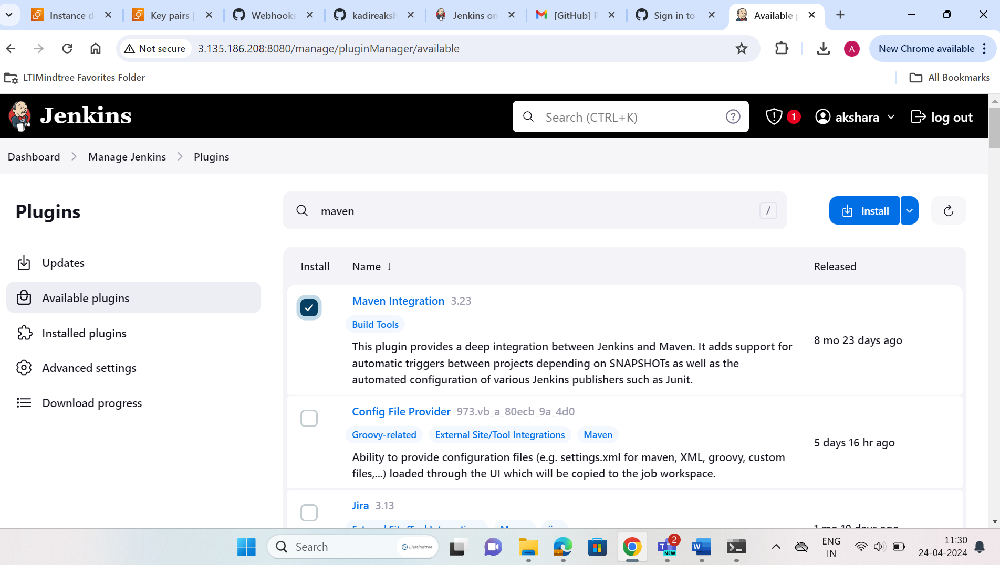 Instance d
Key pairs |
Webhooks
kadireaksh
Jenkins on
[GitHub] P
Sign in to
Available p
Not secure
3.135.186.208:8080/manage/pluginManager/available
A
New Chrome available
LTIMindtree Favorites Folder
All Bookmarks
Jenkins
Search (CTRL+K)
?
1
akshara
log out
Dashboard
Manage Jenkins
Plugins
Plugins
maven
/
Install
Updates
Available plugins
Installed plugins
Advanced settings
Download progress
Install Name ↓ Released
Maven Integration 3.23
Build Tools
This plugin provides a deep integration between Jenkins and Maven. It adds support for
automatic triggers between projects depending on SNAPSHOTs as well as the
automated configuration of various Jenkins publishers such as Junit.
8 mo 23 days ago
Config File Provider 973.vb_a_80ecb_9a_4d0
Groovy-related External Site/Tool Integrations Maven
Ability to provide configuration files (e.g. settings.xml for maven, XML, groovy, custom
files,...) loaded through the UI which will be copied to the job workspace.
5 days 16 hr ago
Jira 3.13
Search
LTIMindtree
T
2
NEW
W
ENG
IN
11:30
24-04-2024